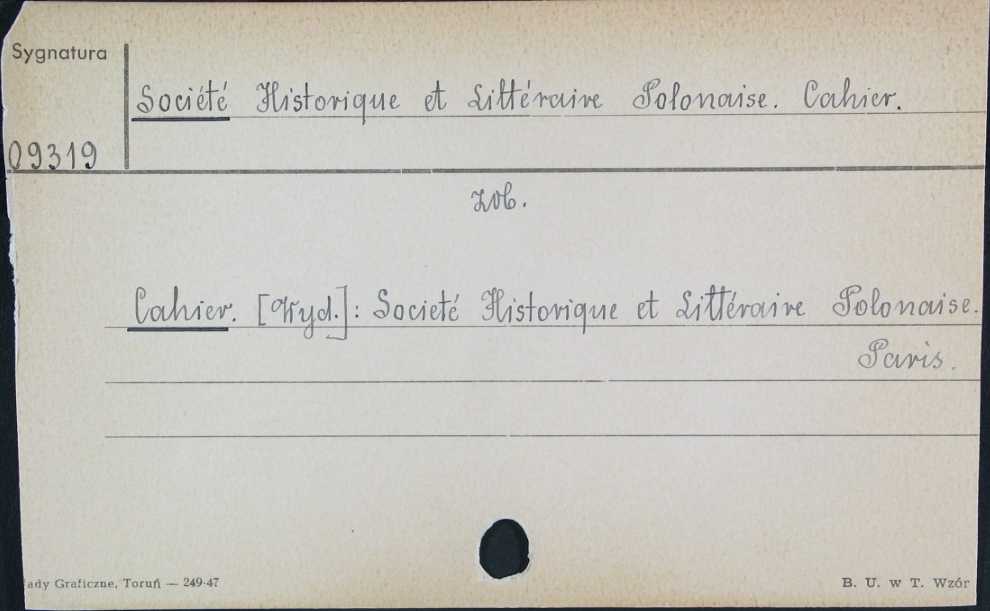 Sygnatura
Société Historique et Littéraire Polonaise. Cahier.
09319
zob.
Cahier. [Wyd.]: Societé Historique et Littéraire Polonaise.
Paris.
ady Graficzne, Toruń — 249-47
B. U. w T. Wzór